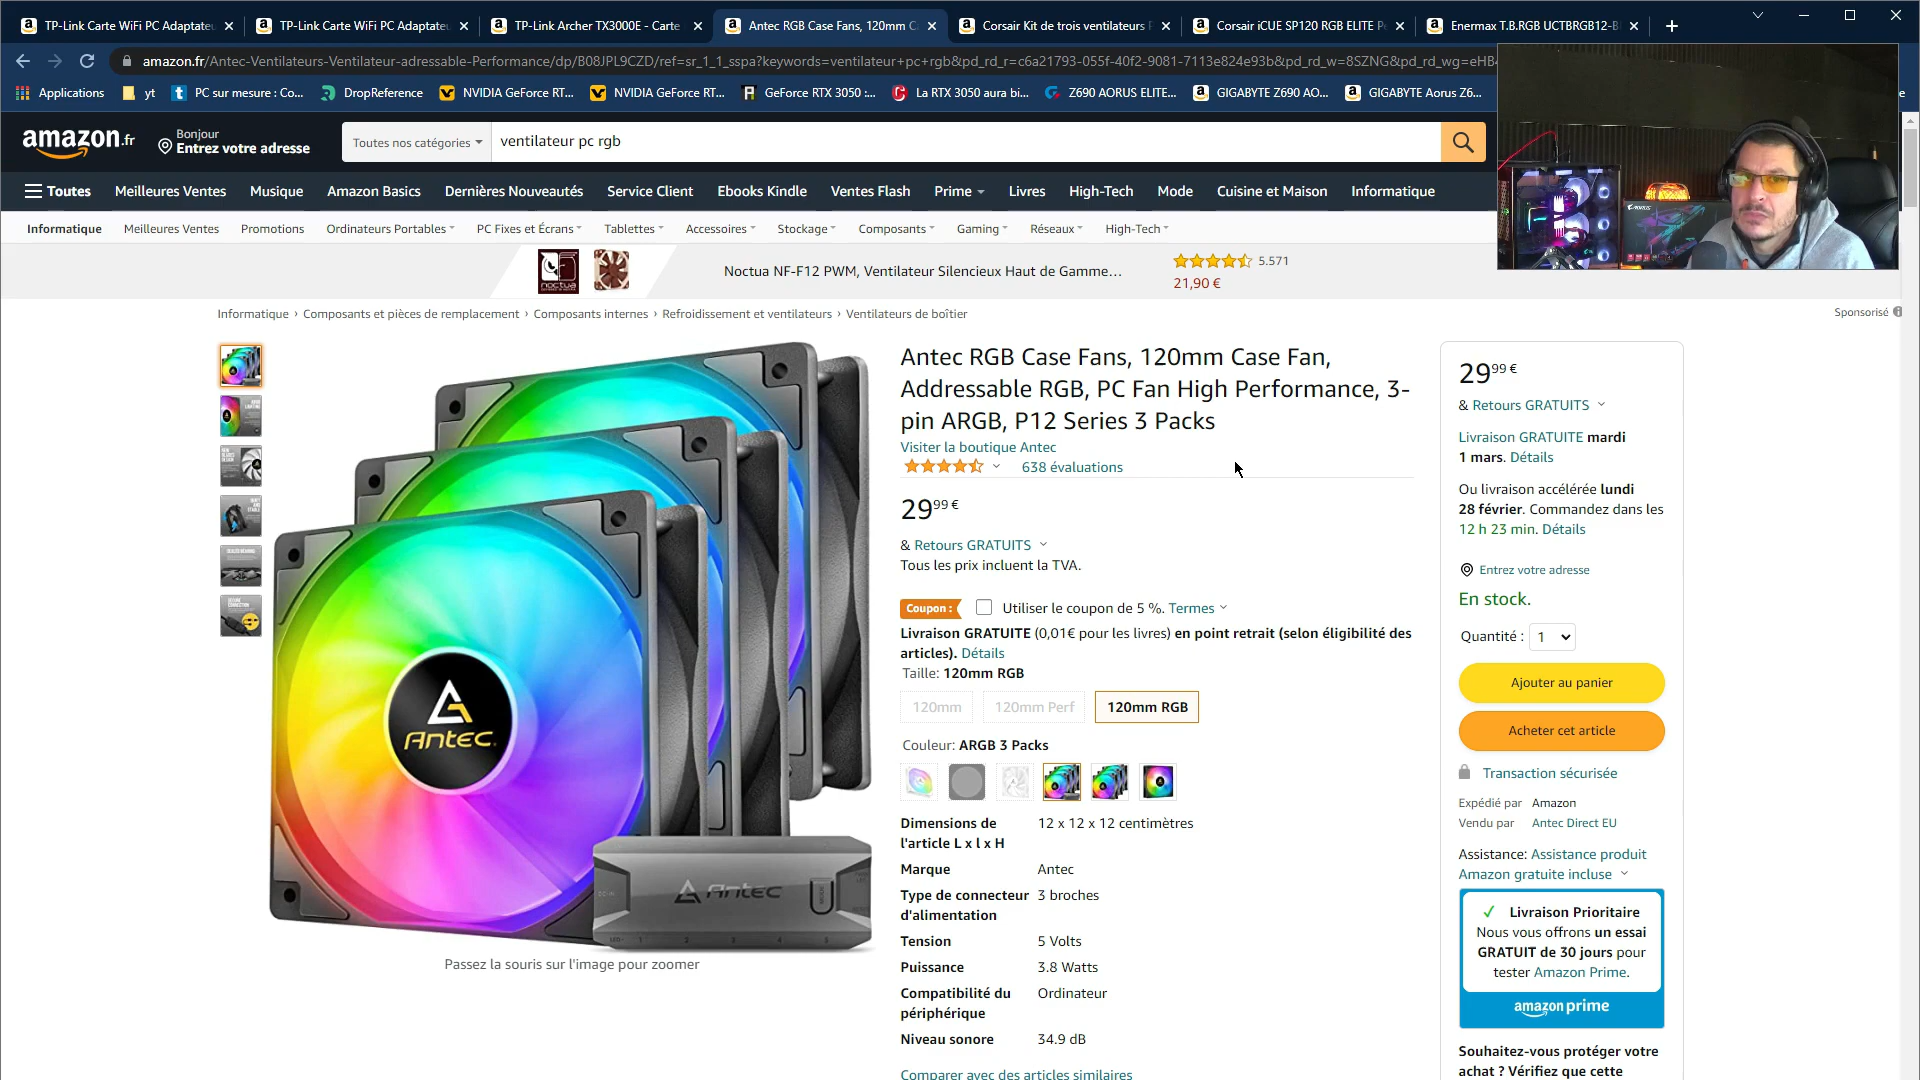 TP-Link Carte WiFi PC Adaptateu
TP-Link Carte WiFi PC Adaptateu
TP-Link Archer TX3000E - Carte
Antec RGB Case Fans, 120mm C
Corsair Kit de trois ventilateurs
Corsair iCUE SP120 RGB ELITE P
Enermax T.B.RGB UCTBRGB12-B
amazon.fr/Antec-Ventilateurs-Ventilateur-adressable-Performance/dp/B08JPL9CZD/ref=sr_1_1_sspa?keywords=ventilateur+pc+rgb&pd_rd_r=c6a21793-055f-40f2-9081-7113e824e93b&pd_rd_w=8SZNG&pd_rd_wg=eHB4
Applications
yt
PC sur mesure : Co...
DropReference
NVIDIA GeForce RT...
NVIDIA GeForce RT...
GeForce RTX 3050 :...
La RTX 3050 aura bi...
Z690 AORUS ELITE...
GIGABYTE Z690 AO...
GIGABYTE Aorus Z6...
amazon.fr
Bonjour
Entrez votre adresse
Toutes nos catégories
ventilateur pc rgb
Toutes
Meilleures Ventes
Musique
Amazon Basics
Dernières Nouveautés
Service Client
Ebooks Kindle
Ventes Flash
Prime
Livres
High-Tech
Mode
Cuisine et Maison
Informatique
Informatique
Meilleures Ventes
Promotions
Ordinateurs Portables
PC Fixes et Écrans
Tablettes
Accessoires
Stockage
Composants
Gaming
Réseaux
High-Tech
noctua
Noctua NF-F12 PWM, Ventilateur Silencieux Haut de Gamme…
5.571
21,90 €
Informatique › Composants et pièces de remplacement › Composants internes › Refroidissement et ventilateurs › Ventilateurs de boîtier
Sponsorisé
Antec
Antec
Passez la souris sur l'image pour zoomer
Antec RGB Case Fans, 120mm Case Fan,
Addressable RGB, PC Fan High Performance, 3-
pin ARGB, P12 Series 3 Packs
Visiter la boutique Antec
638 évaluations
29,99 €
& Retours GRATUITS
Tous les prix incluent la TVA.
Coupon :
Utiliser le coupon de 5 %. Termes
Livraison GRATUITE (0,01€ pour les livres) en point retrait (selon éligibilité des
articles). Détails
Taille: 120mm RGB
120mm
120mm Perf
120mm RGB
Couleur: ARGB 3 Packs
Dimensions de
l'article L x l x H
12 x 12 x 12 centimètres
Marque
Antec
Type de connecteur
d'alimentation
3 broches
Tension
5 Volts
Puissance
3.8 Watts
Compatibilité du
périphérique
Ordinateur
Niveau sonore
34.9 dB
Comparer avec des articles similaires
29,99 €
& Retours GRATUITS
Livraison GRATUITE mardi
1 mars. Détails
Ou livraison accélérée lundi
28 février. Commandez dans les
12 h 23 min. Détails
Entrez votre adresse
En stock.
Quantité : 1
Ajouter au panier
Acheter cet article
Transaction sécurisée
Expédié par Amazon
Vendu par Antec Direct EU
Assistance: Assistance produit
Amazon gratuite incluse
Livraison Prioritaire
Nous vous offrons un essai
GRATUIT de 30 jours pour
tester Amazon Prime.
amazon prime
Souhaitez-vous protéger votre
achat ? Vérifiez que cette